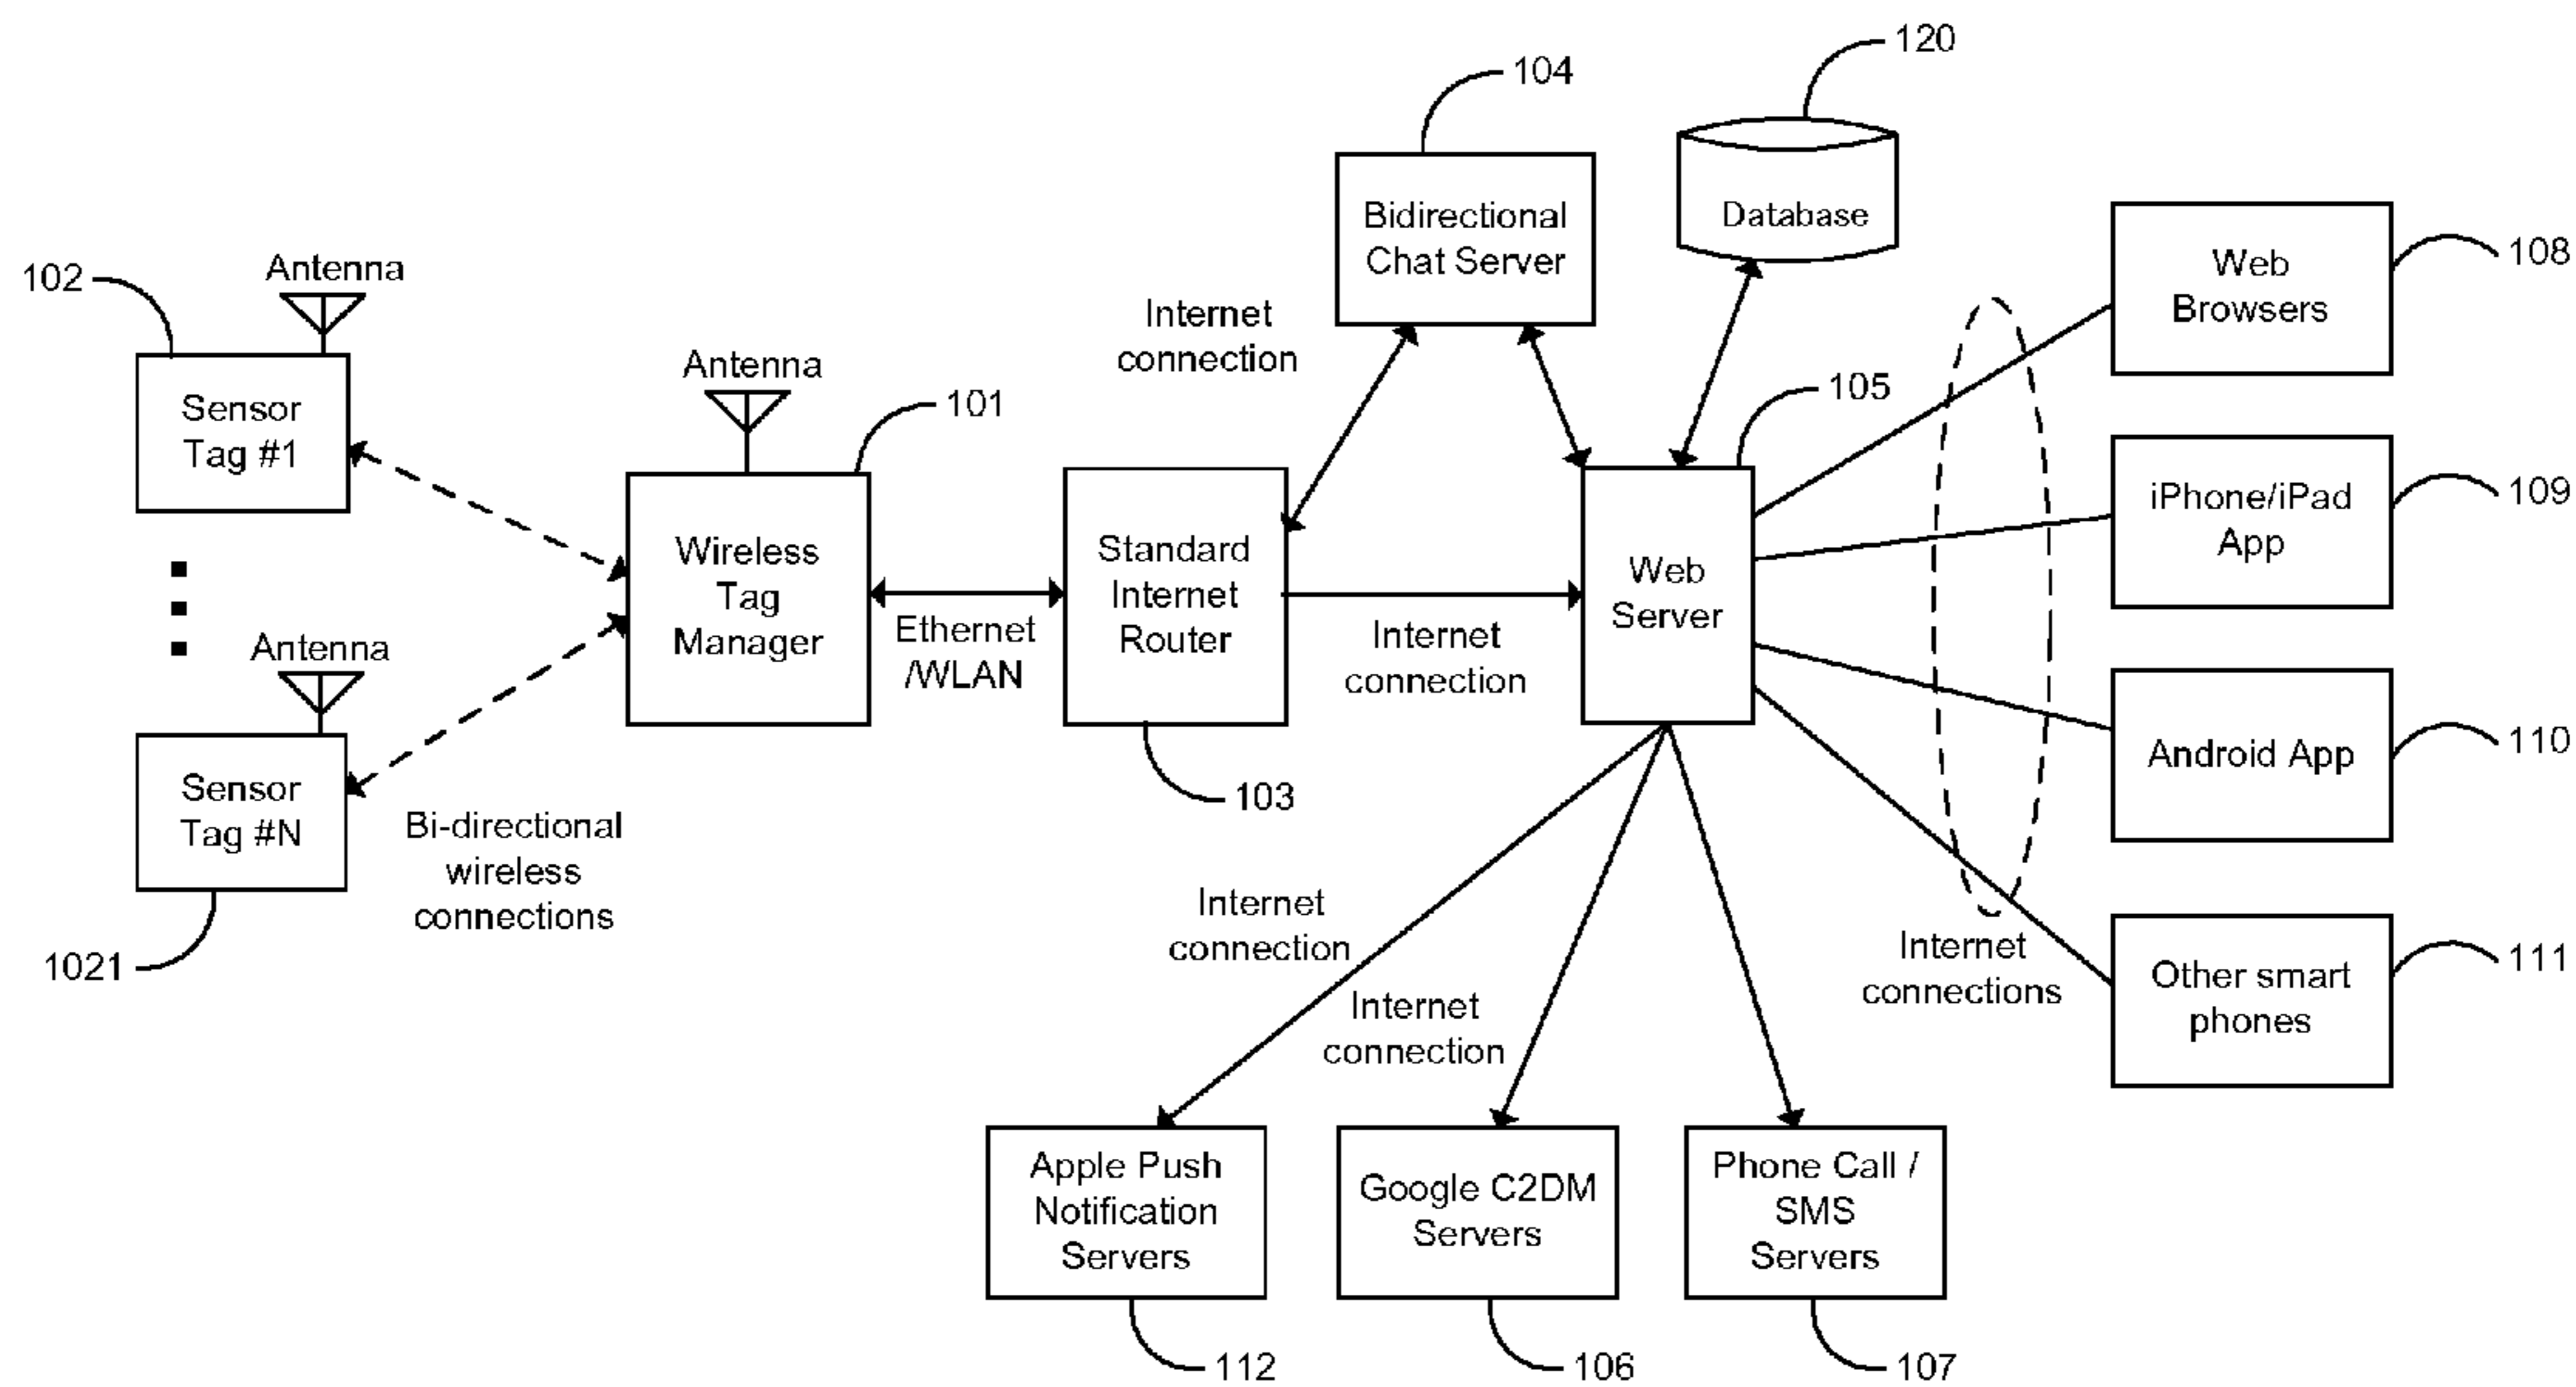 120
104
Bidirectional
Chat Server
Database
Web
Browsers
108
102
Antenna
Internet
connection
Antenna
101
105
Sensor
Tag #1
iPhone/iPad
App
109
Wireless
Tag
Manager
Standard
Internet
Router
Web
Server
Ethernet
/WLAN
Internet
connection
Antenna
Android App
110
103
Sensor
Tag #N
Bi-directional
wireless
connections
1021
Internet
connection
Internet
connections
Other smart
phones
111
Internet
connection
Apple Push
Notification
Servers
Google C2DM
Servers
Phone Call /
SMS
Servers
112
106
107